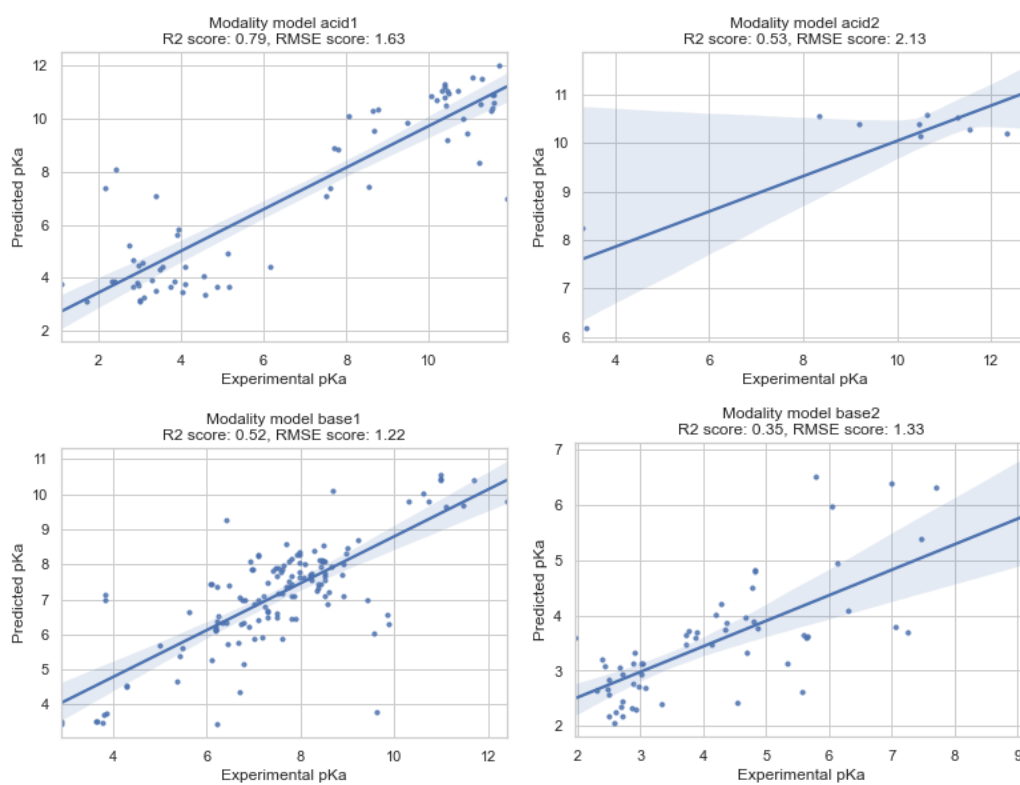 Modality model acid1
R2 score: 0.79, RMSE score: 1.63
12
10
8
6
4
2
Predicted pKa
2 4 6 8 10
Experimental pKa
Modality model acid2
R2 score: 0.53, RMSE score: 2.13
11
10
9
8
7
6
Predicted pKa
4 6 8 10 12
Experimental pKa
Modality model base1
R2 score: 0.52, RMSE score: 1.22
11
10
9
8
7
6
5
4
Predicted pKa
4 6 8 10 12
Experimental pKa
Modality model base2
R2 score: 0.35, RMSE score: 1.33
7
6
5
4
3
2
Predicted pKa
2 3 4 5 6 7 8 9
Experimental pKa